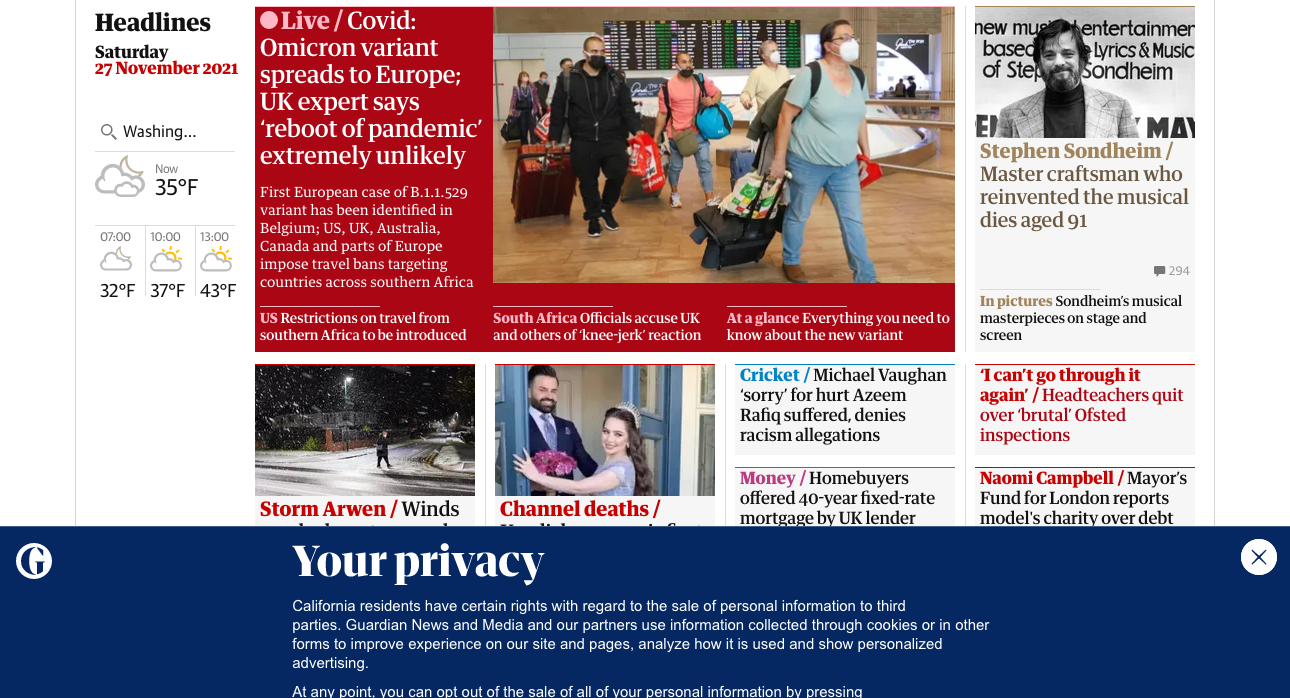 Headlines
Saturday
27 November 2021
Washing...
Now
35°F
07:00 10:00 13:00
32°F 37°F 43°F
Live / Covid:
Omicron variant
spreads to Europe;
UK expert says
‘reboot of pandemic’
extremely unlikely
First European case of B.1.1.529
variant has been identified in
Belgium; US, UK, Australia,
Canada and parts of Europe
impose travel bans targeting
countries across southern Africa
US Restrictions on travel from
southern Africa to be introduced
South Africa Officials accuse UK
and others of ‘knee-jerk’ reaction
At a glance Everything you need to
know about the new variant
new musical entertainment
based Lyrics & Music
of Stephen Sondheim
MAY
Stephen Sondheim /
Master craftsman who
reinvented the musical
dies aged 91
294
In pictures Sondheim’s musical
masterpieces on stage and
screen
Storm Arwen / Winds
Channel deaths /
Cricket / Michael Vaughan
‘sorry’ for hurt Azeem
Rafiq suffered, denies
racism allegations
Money / Homebuyers
offered 40-year fixed-rate
mortgage by UK lender
‘I can’t go through it
again’ / Headteachers quit
over ‘brutal’ Ofsted
inspections
Naomi Campbell / Mayor’s
Fund for London reports
model's charity over debt
G
Your privacy
California residents have certain rights with regard to the sale of personal information to third
parties. Guardian News and Media and our partners use information collected through cookies or in other
forms to improve experience on our site and pages, analyze how it is used and show personalized
advertising.
At any point, you can opt out of the sale of all of your personal information by pressing